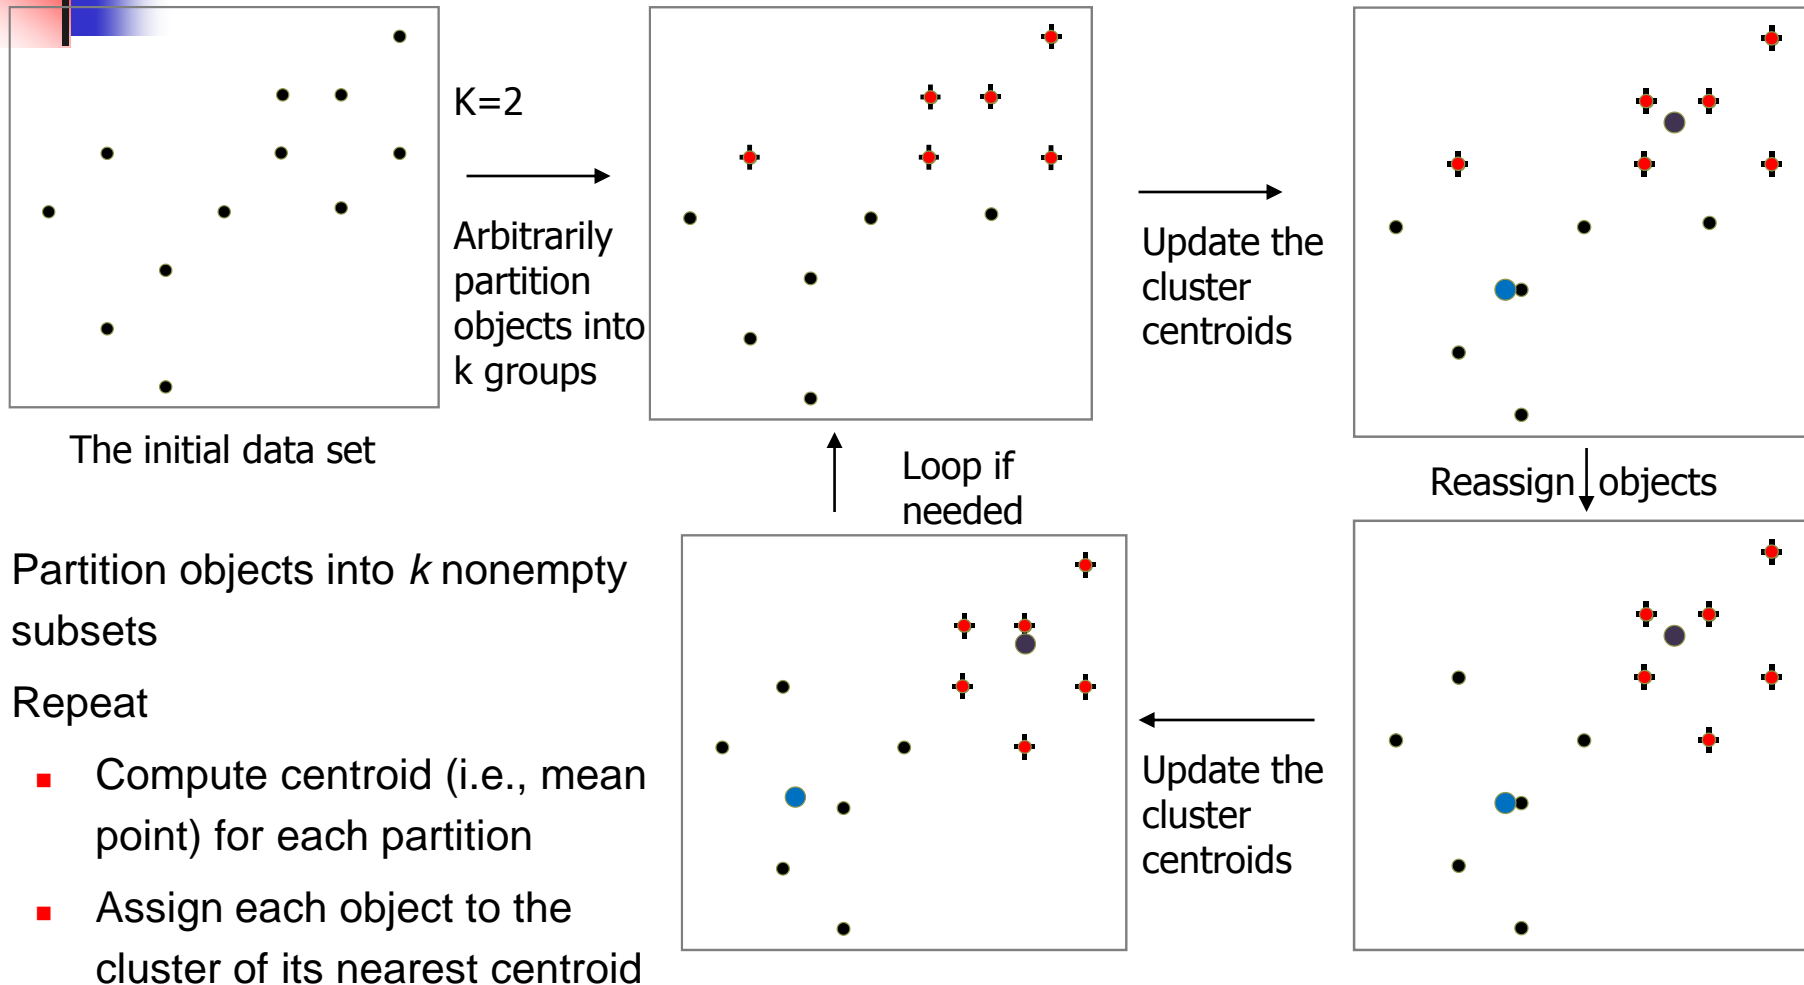 K=2
Arbitrarily
partition
objects into
k groups
Update the
cluster
centroids
The initial data set
Loop if
needed
Reassign objects
Partition objects into k nonempty
subsets
Repeat
Compute centroid (i.e., mean
point) for each partition
Assign each object to the
cluster of its nearest centroid
Update the
cluster
centroids